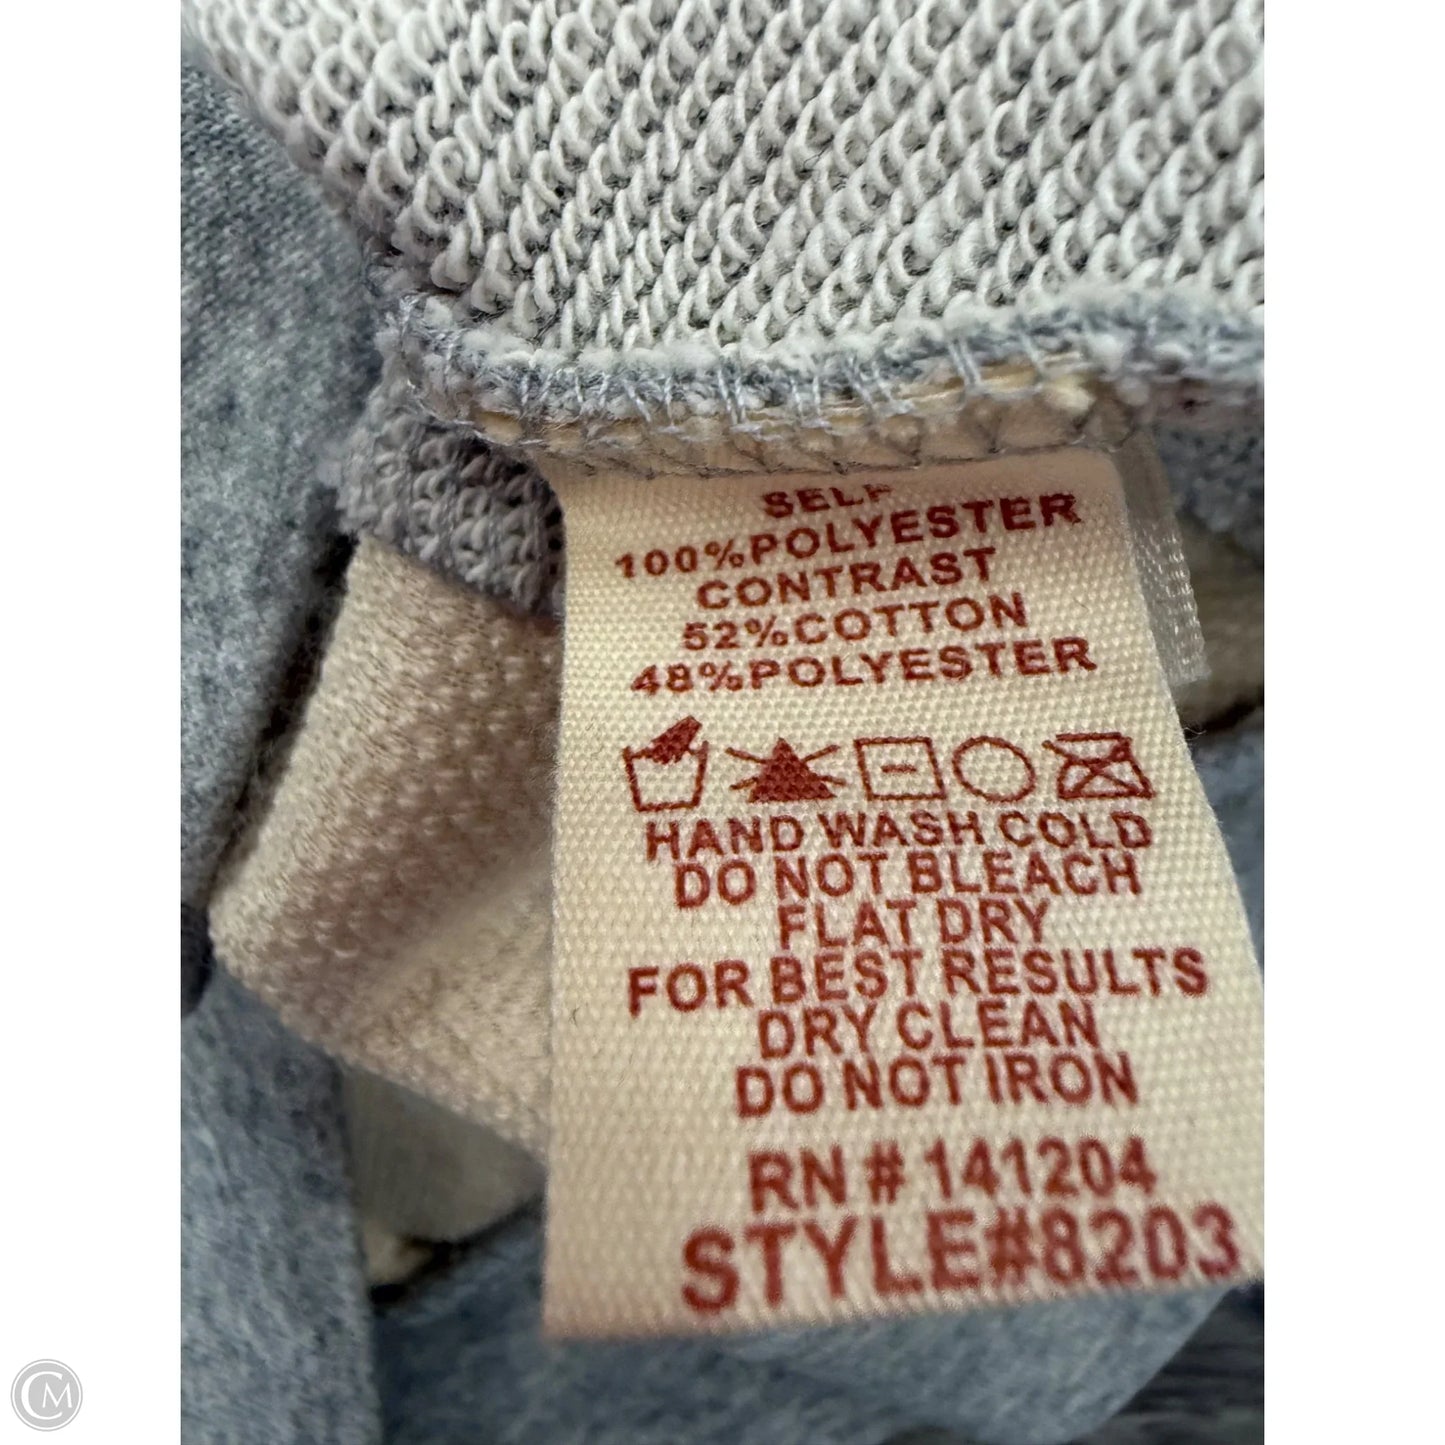 SELF
100%POLYESTER
CONTRAST
52%COTTON
48%POLYESTER
HAND WASH COLD
DO NOT BLEACH
FLAT DRY
FOR BEST RESULTS
DRY CLEAN
DO NOT IRON
RN # 141204
STYLE#8203
CM